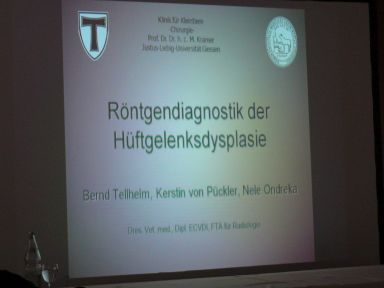 Klinik für Kleintiere
-Chirurgie-
Prof. Dr. Dr. h. c. M. Kramer
Justus-Liebig-Universität Giessen
T
Röntgendiagnostik der
Hüftgelenksdysplasie
Bernd Tellhelm, Kerstin von Pückler, Nele Ondreka
Dres. Vet. med., Dipl. ECVDI, FTA für Radiologie